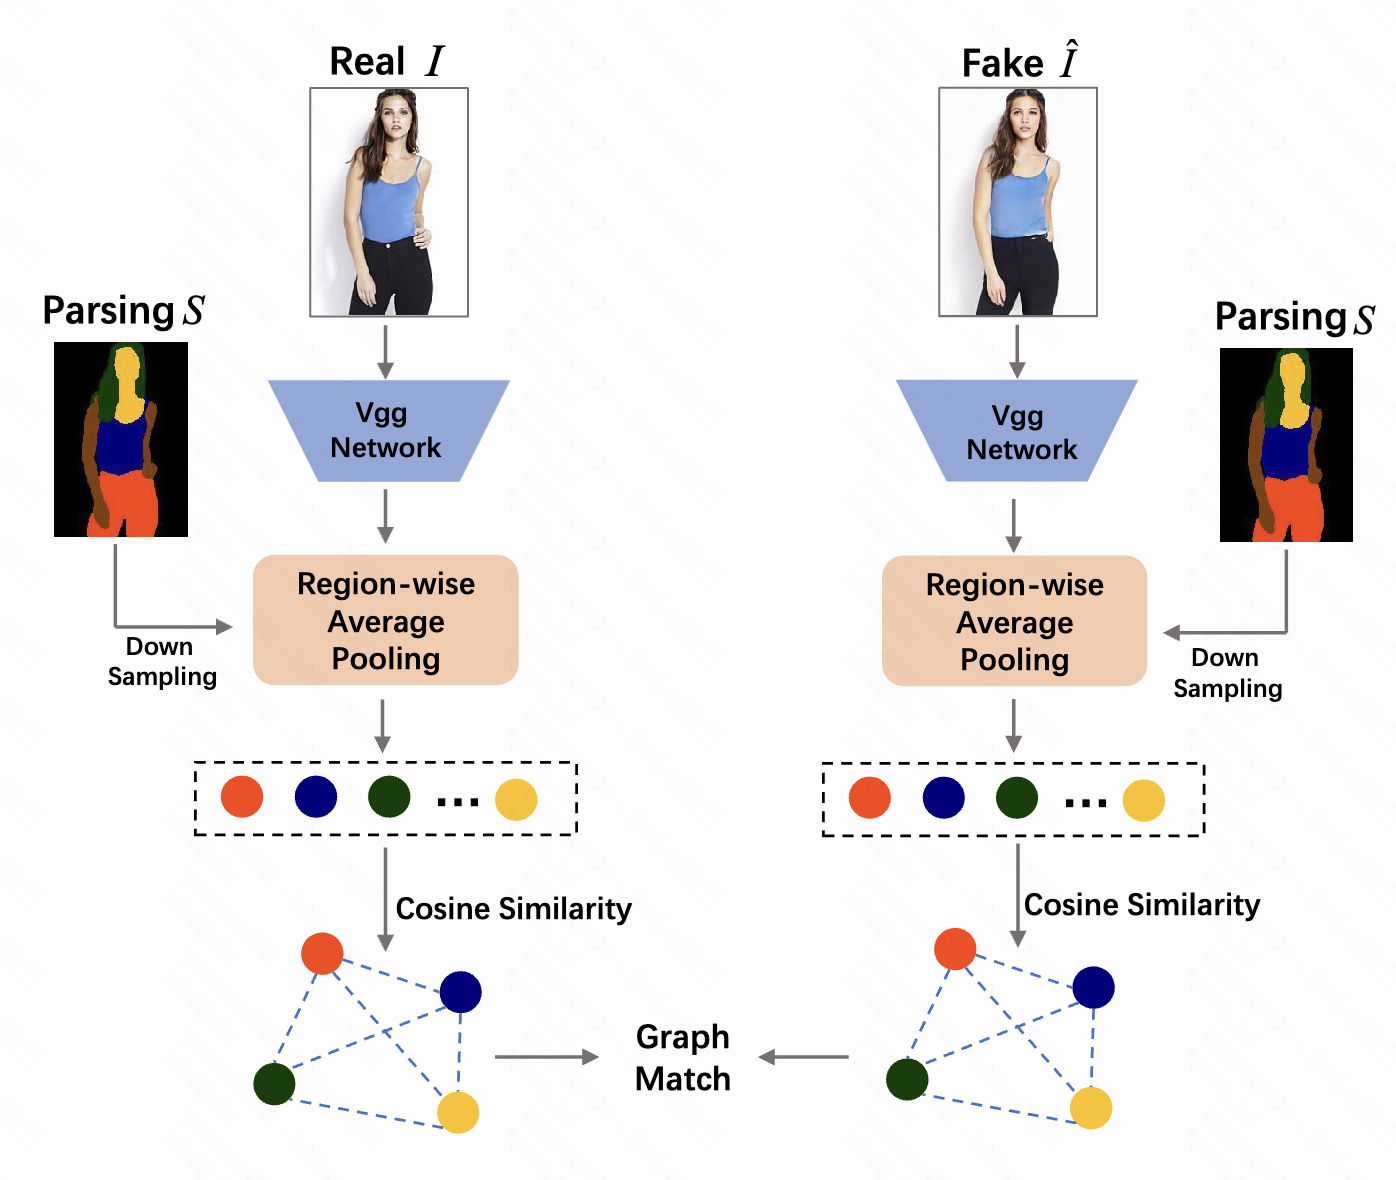 Real I
Fake Î
Parsing S
Parsing S
Vgg
Network
Vgg
Network
Region-wise
Average
Pooling
Region-wise
Average
Pooling
Down
Sampling
Down
Sampling
...
...
Cosine Similarity
Cosine Similarity
Graph
Match